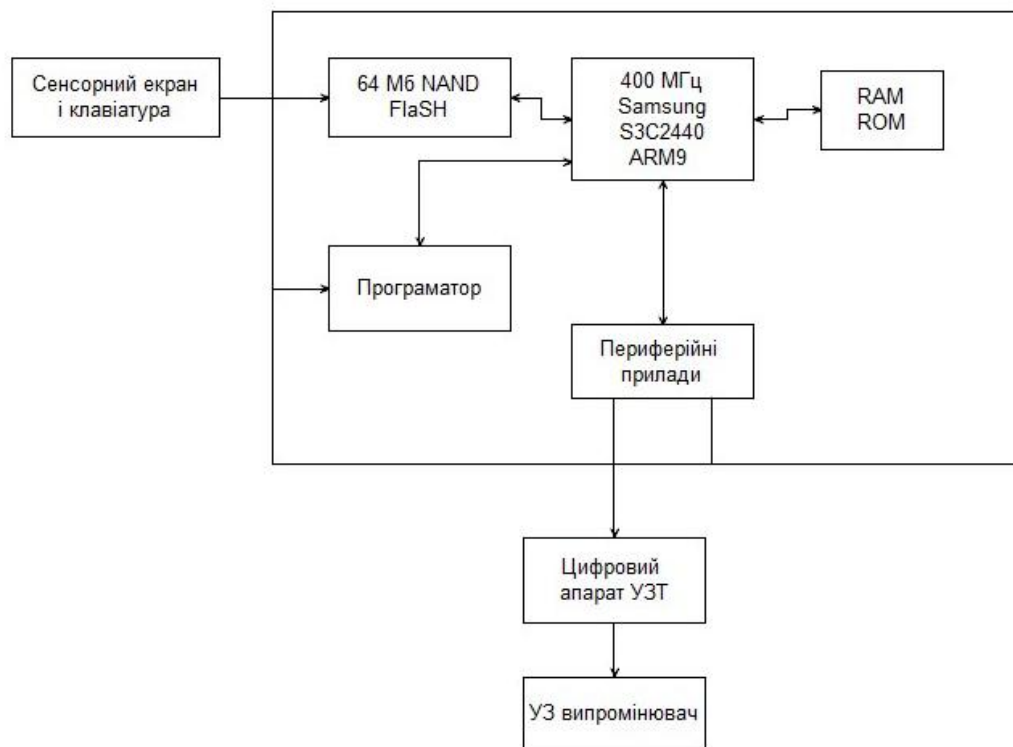 Сенсорний екран
і клавіатура
64 Мб NAND
FlaSH
400 МГц
Samsung
S3C2440
ARM9
RAM
ROM
Програматор
Периферійні
прилади
Цифровий
апарат УЗТ
УЗ випромінювач